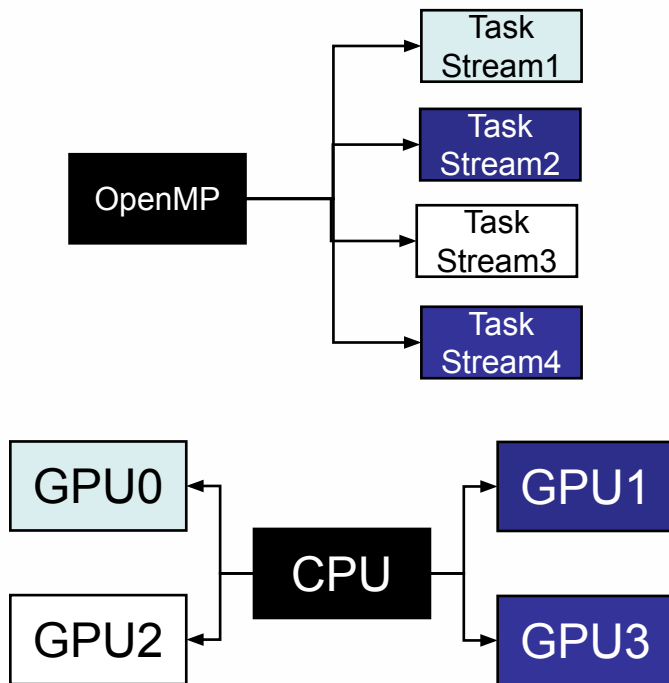 Task
Stream1
Task
Stream2
OpenMP
Task
Stream3
Task
Stream4
GPU0
GPU1
CPU
GPU2
GPU3